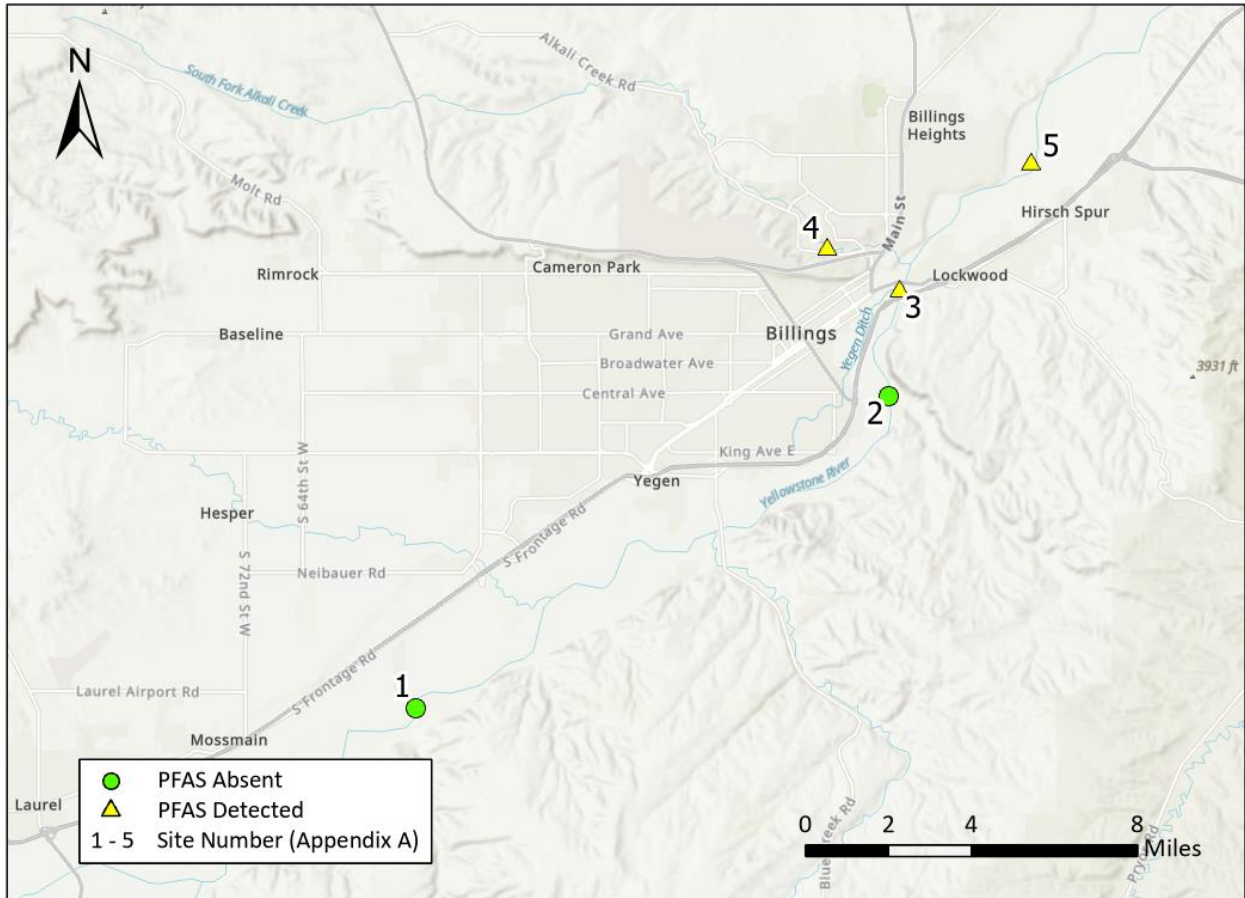 N
South Fork Alkali Creek
Alkali Creek Rd
Billings
Heights
5
Molt Rd
Main St
Hirsch Spur
4
Rimrock
Cameron Park
Lockwood
3
Baseline
Grand Ave
Billings
Yegen Ditch
Broadwater Ave
3931 ft
Central Ave
2
S 64th St W
King Ave E
Yegen
Yellowstone River
Hesper
S Frontage Rd
Neibauer Rd
S 72nd St W
S Frontage Rd
1
Laurel Airport Rd
Mossmain
PFAS Absent
Laurel
PFAS Detected
1 - 5 Site Number (Appendix A)
0 2 4 8
Miles